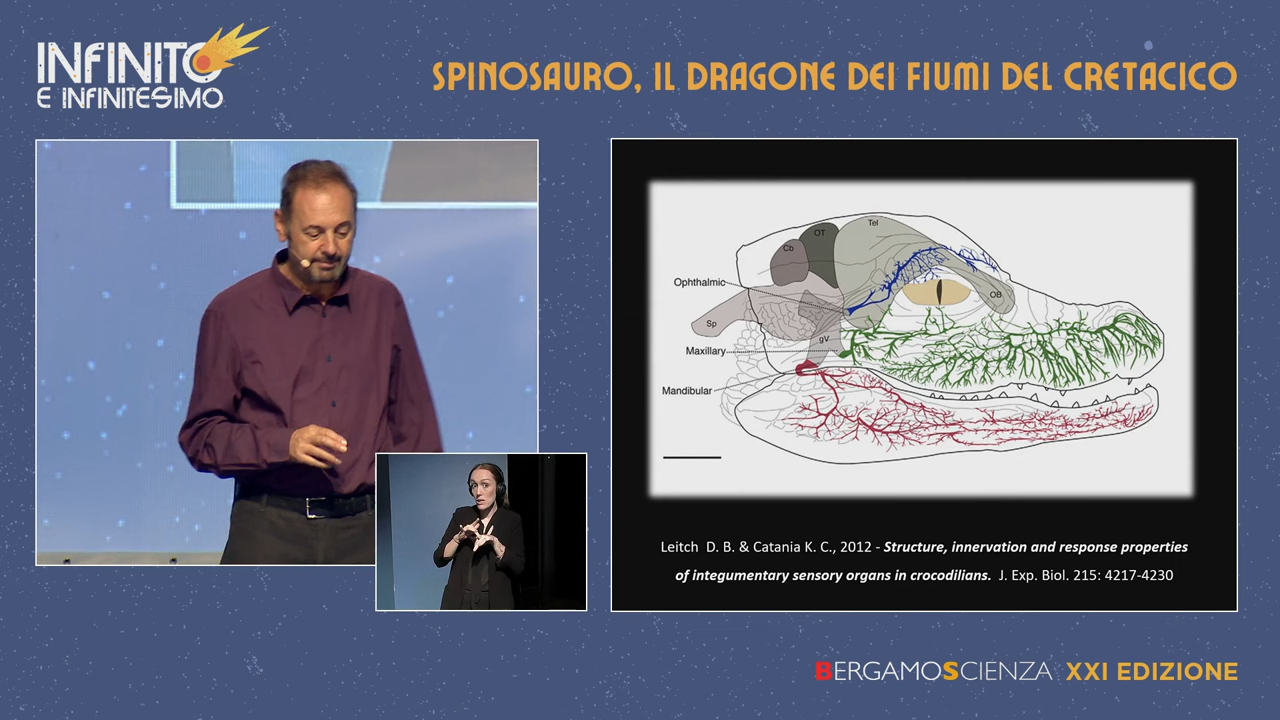 INFINITO
E INFINITESIMO
SPINOSAURO, IL DRAGONE DEI FIUMI DEL CRETACICO
Tel
OT
Cb
Ophthalmic
OB
Sp
gV
Maxillary
Mandibular
Leitch D. B. & Catania K. C., 2012 - Structure, innervation and response properties
of integumentary sensory organs in crocodilians. J. Exp. Biol. 215: 4217-4230
BERGAMOSCIENZA XXI EDIZIONE